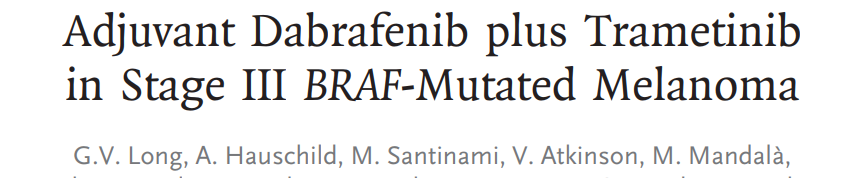 Adjuvant Dabrafenib plus Trametinib
in Stage III BRAF-Mutated Melanoma
G.V. Long, A. Hauschild, M. Santinami, V. Atkinson, M. Mandalà,